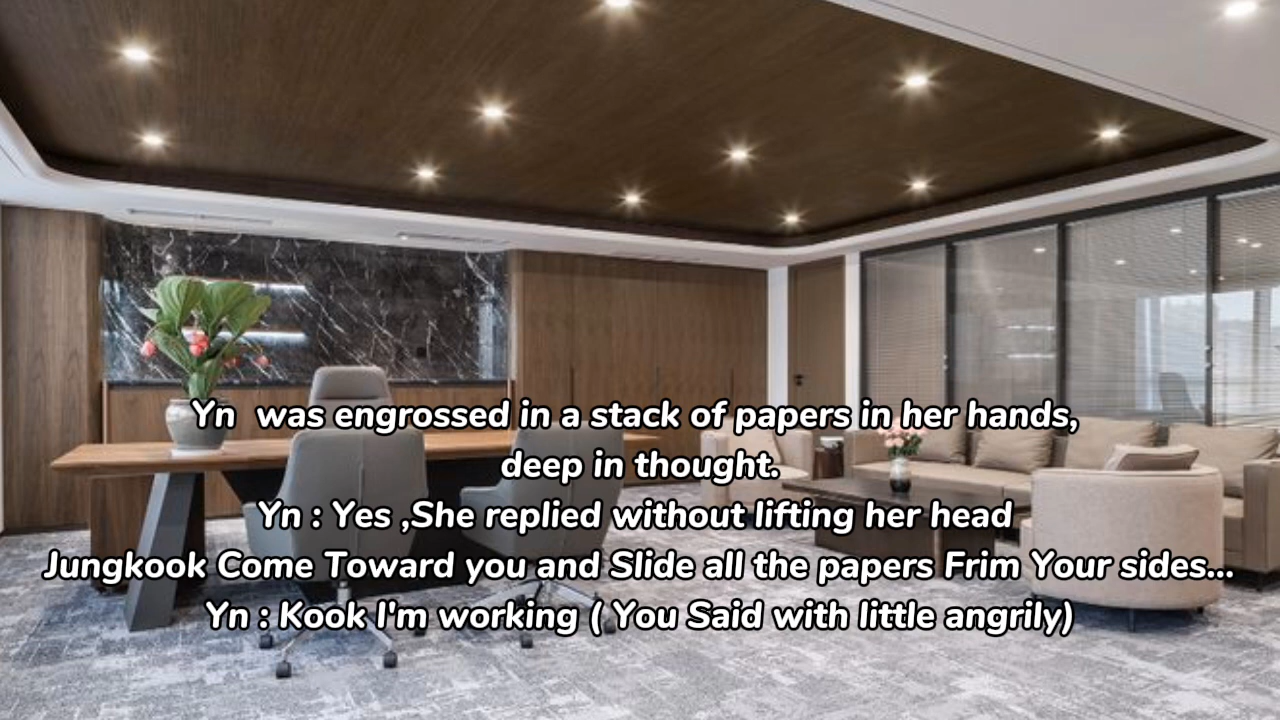 Yn  was engrossed in a stack of papers in her hands,
deep in thought.
Yn : Yes ,She replied without lifting her head
Jungkook Come Toward you and Slide all the papers Frim Your sides...
Yn : Kook I'm working ( You Said with little angrily)